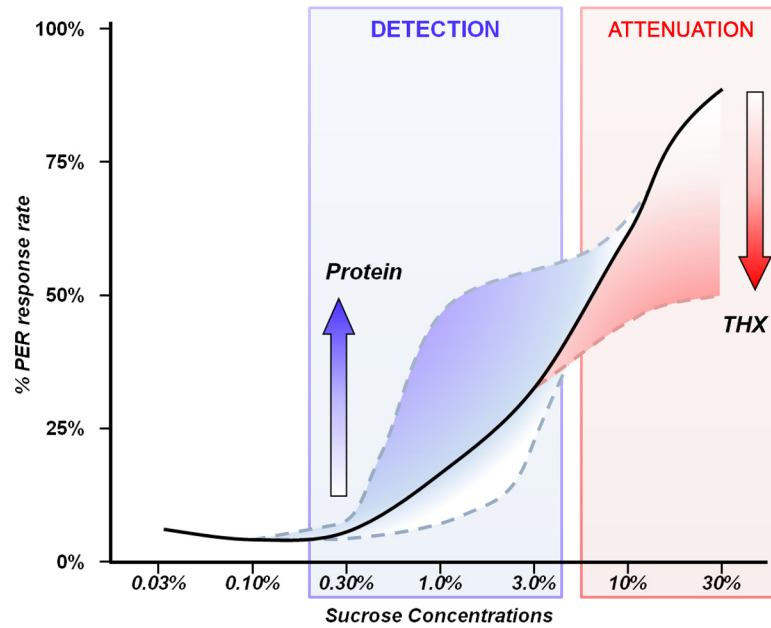 DETECTION
ATTENUATION
100%
75%
50%
25%
0%
% PER response rate
Protein
THX
0.03%
0.10%
0.30%
1.0%
3.0%
10%
30%
Sucrose Concentrations